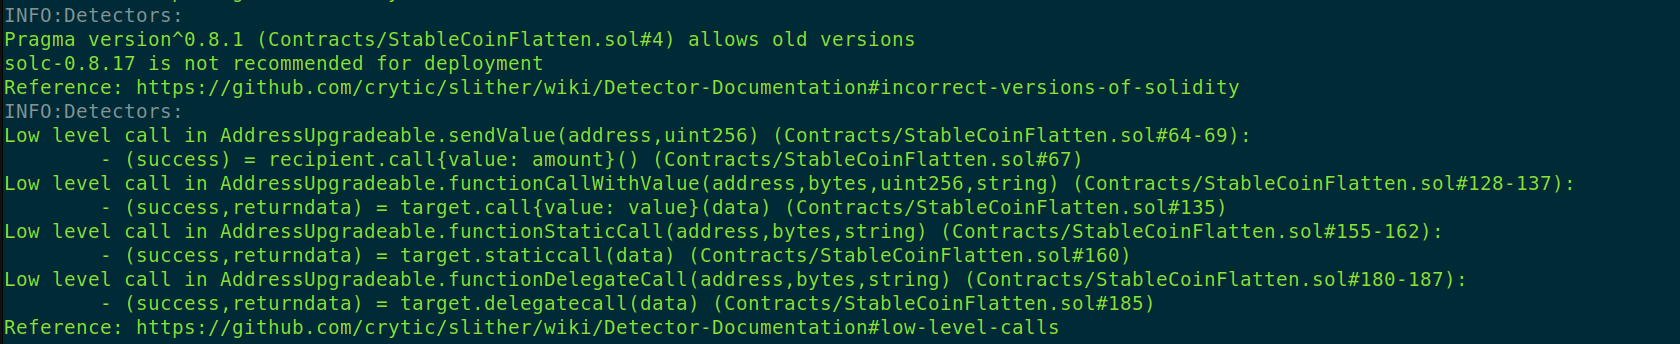 INFO:Detectors:
Pragma version^0.8.1 (Contracts/StableCoinFlatten.sol#4) allows old versions
solc-0.8.17 is not recommended for deployment
Reference: https://github.com/crytic/slither/wiki/Detector-Documentation#incorrect-versions-of-solidity
INFO:Detectors:
Low level call in AddressUpgradeable.sendValue(address,uint256) (Contracts/StableCoinFlatten.sol#64-69):
        - (success) = recipient.call{value: amount}() (Contracts/StableCoinFlatten.sol#67)
Low level call in AddressUpgradeable.functionCallWithValue(address,bytes,uint256,string) (Contracts/StableCoinFlatten.sol#128-137):
        - (success,returndata) = target.call{value: value}(data) (Contracts/StableCoinFlatten.sol#135)
Low level call in AddressUpgradeable.functionStaticCall(address,bytes,string) (Contracts/StableCoinFlatten.sol#155-162):
        - (success,returndata) = target.staticcall(data) (Contracts/StableCoinFlatten.sol#160)
Low level call in AddressUpgradeable.functionDelegateCall(address,bytes,string) (Contracts/StableCoinFlatten.sol#180-187):
        - (success,returndata) = target.delegatecall(data) (Contracts/StableCoinFlatten.sol#185)
Reference: https://github.com/crytic/slither/wiki/Detector-Documentation#low-level-calls